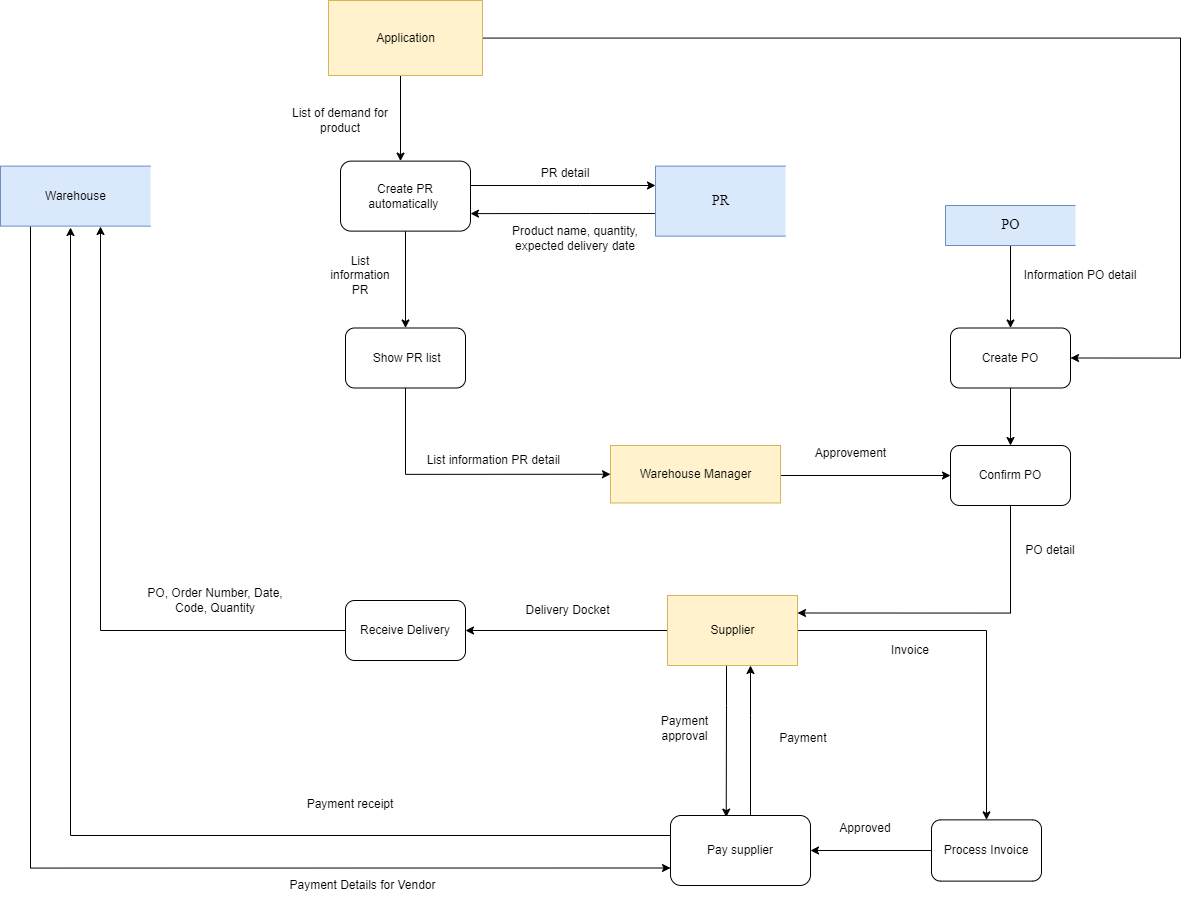 Application
List of demand for
product
Create PR
automatically
PR detail
PR
Product name, quantity,
expected delivery date
Warehouse
PO
List
information
PR
Information PO detail
Show PR list
Create PO
List information PR detail
Warehouse Manager
Approvement
Confirm PO
PO detail
PO, Order Number, Date,
Code, Quantity
Receive Delivery
Delivery Docket
Supplier
Invoice
Payment
approval
Payment
Payment receipt
Pay supplier
Approved
Process Invoice
Payment Details for Vendor